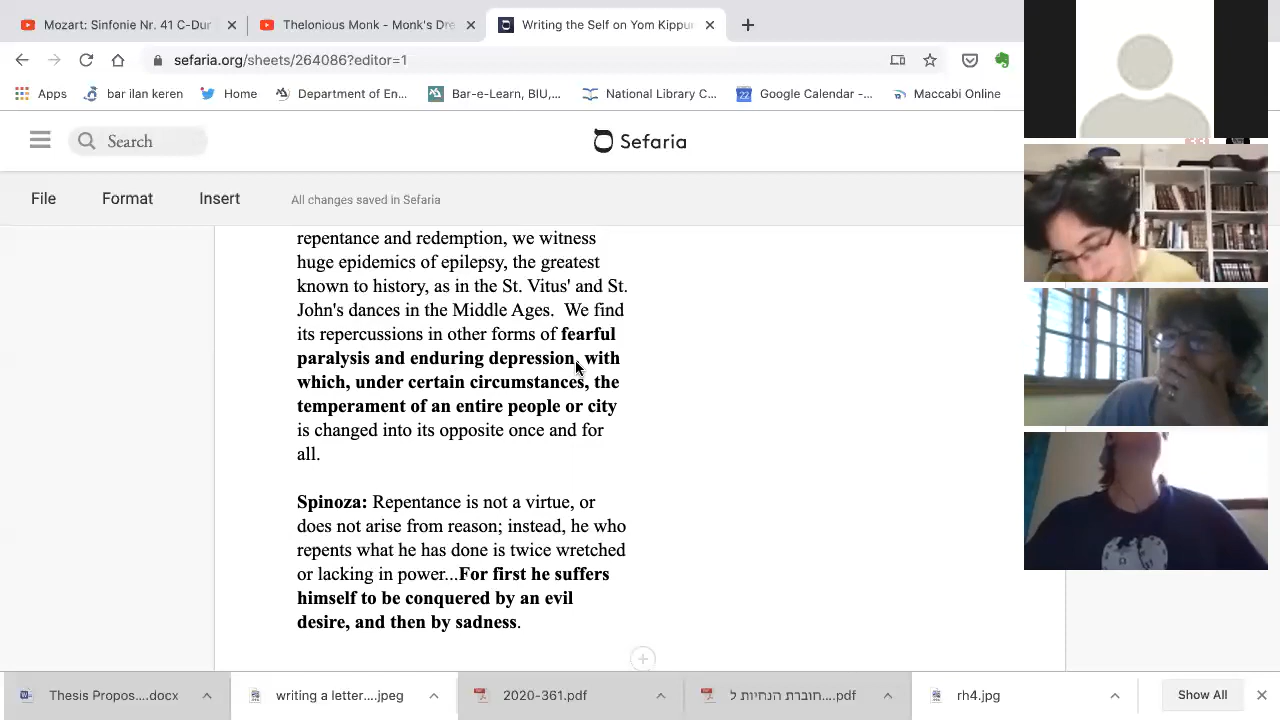 Mozart: Sinfonie Nr. 41 C-Dur
Thelonious Monk - Monk's Dre
Writing the Self on Yom Kippur
sefaria.org/sheets/264086?editor=1
Apps
bar ilan keren
Home
Department of En...
Bar-e-Learn, BIU,...
National Library C...
22
Google Calendar -...
Maccabi Online
Search
Sefaria
File
Format
Insert
All changes saved in Sefaria
repentance and redemption, we witness
huge epidemics of epilepsy, the greatest
known to history, as in the St. Vitus' and St.
John's dances in the Middle Ages. We find
its repercussions in other forms of fearful
paralysis and enduring depression, with
which, under certain circumstances, the
temperament of an entire people or city
is changed into its opposite once and for
all.
Spinoza: Repentance is not a virtue, or
does not arise from reason; instead, he who
repents what he has done is twice wretched
or lacking in power...For first he suffers
himself to be conquered by an evil
desire, and then by sadness.
Thesis Propos....docx
writing a letter....jpeg
2020-361.pdf
חוברת הנחיות ל....pdf
rh4.jpg
Show All